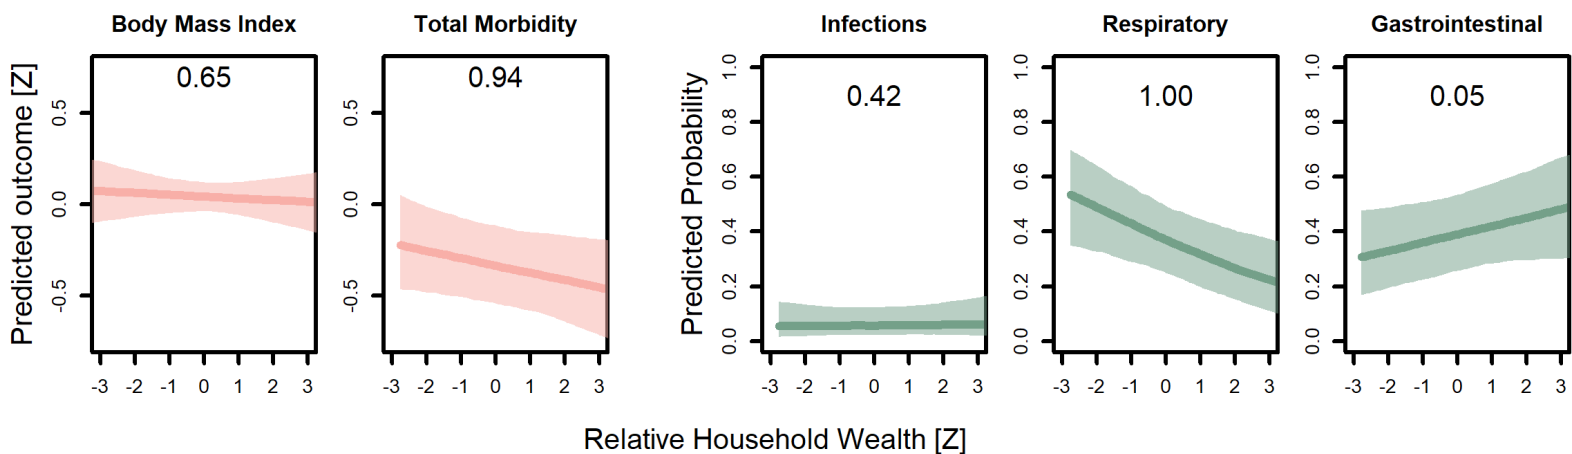 Body Mass Index
Total Morbidity
Infections
Respiratory
Gastrointestinal
Predicted outcome [Z]
0.5
0.0
-0.5
0.65
-3 -2 -1 0 1 2 3
0.5
0.0
-0.5
0.94
-3 -2 -1 0 1 2 3
Predicted Probability
1.0
0.8
0.6
0.4
0.2
0.0
0.42
-3 -2 -1 0 1 2 3
1.0
0.8
0.6
0.4
0.2
0.0
1.00
-3 -2 -1 0 1 2 3
1.0
0.8
0.6
0.4
0.2
0.0
0.05
-3 -2 -1 0 1 2 3
Relative Household Wealth [Z]